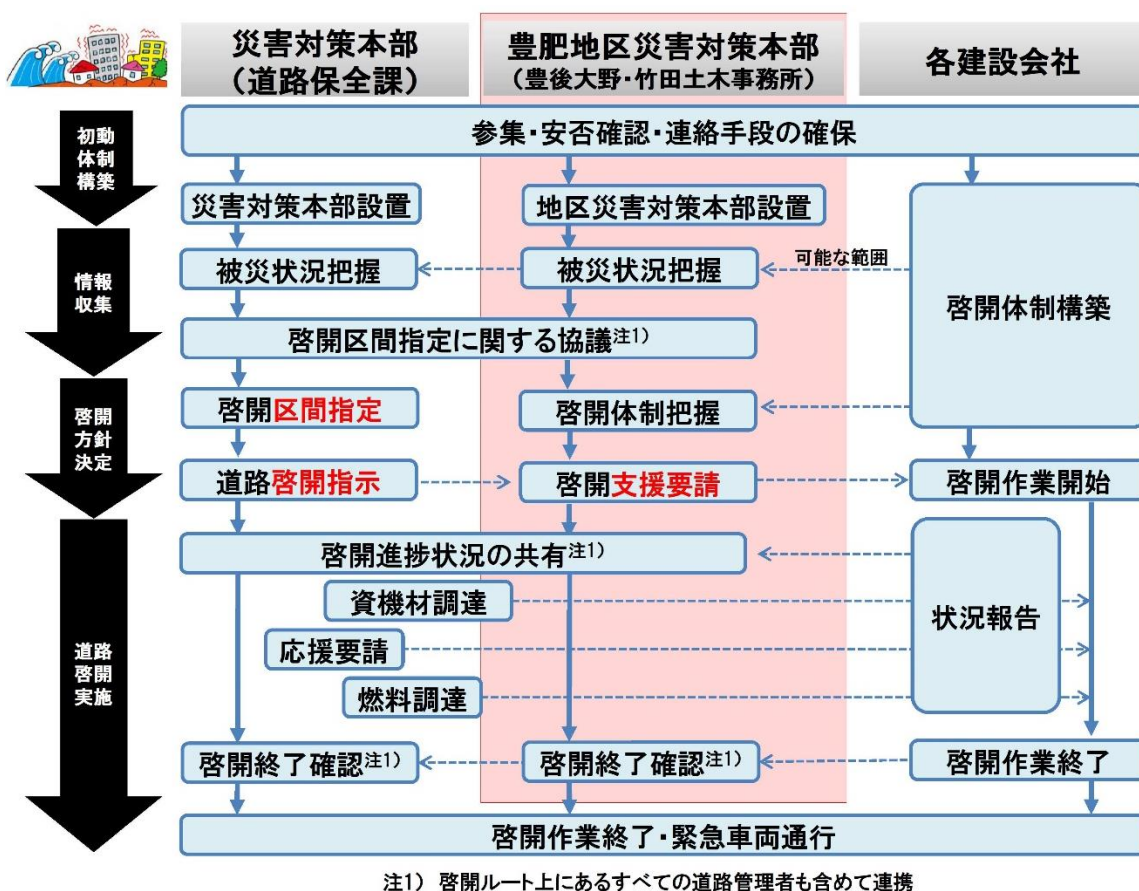 災害対策本部
（道路保全課）
豊肥地区災害対策本部
（豊後大野・竹田土木事務所）
各建設会社
初動
体制
構築
参集・安否確認・連絡手段の確保
災害対策本部設置
地区災害対策本部設置
情報
収集
被災状況把握
被災状況把握
可能な範囲
啓開体制構築
啓開区間指定に関する協議注1)
啓開
方針
決定
啓開区間指定
啓開体制把握
道路啓開指示
啓開支援要請
啓開作業開始
道路
啓開
実施
啓開進捗状況の共有注1)
資機材調達
応援要請
燃料調達
状況報告
啓開終了確認注1)
啓開終了確認注1)
啓開作業終了
啓開作業終了・緊急車両通行
注1） 啓開ルート上にあるすべての道路管理者も含めて連携